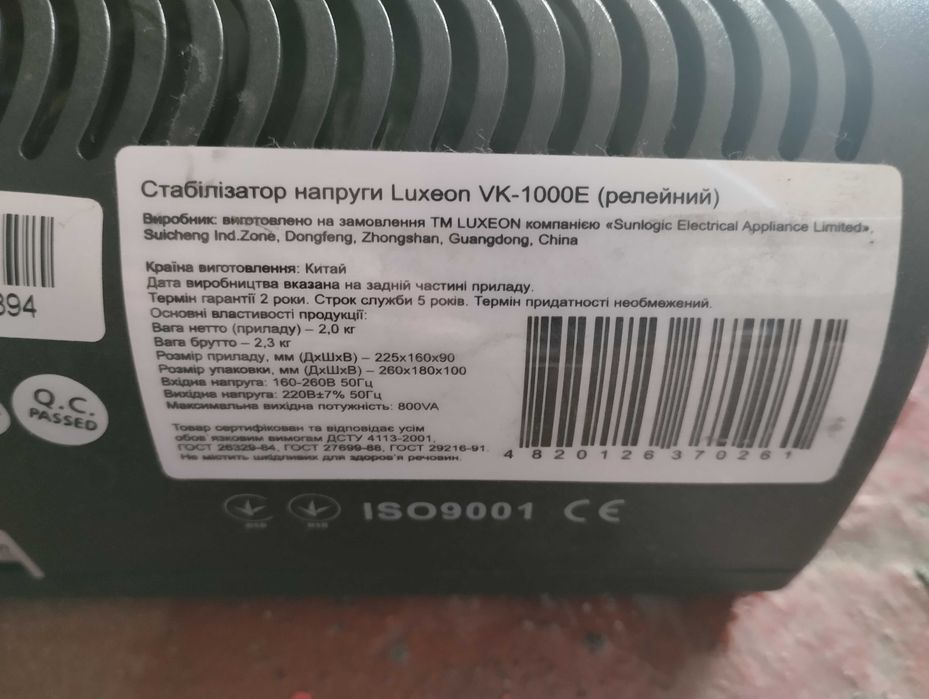 Стабілізатор напруги Luxeon VK-1000E (релейний)
Виробник: виготовлено на замовлення ТМ LUXEON компанією «Sunlogic Electrical Appliance Limited»,
Suicheng Ind.Zone, Dongfeng, Zhongshan, Guangdong, China
Країна виготовлення: Китай
Дата виробництва вказана на задній частині приладу.
Термін гарантії 2 роки. Строк служби 5 років. Термін придатності необмежений.
Основні властивості продукції:
Вага нетто (приладу) – 2,0 кг
Вага брутто – 2,3 кг
Розмір приладу, мм (ДхШхВ) – 225х160х90
Розмір упаковки, мм (ДхШхВ) – 260х180х100
Вхідна напруга: 160-260В 50Гц
Вихідна напруга: 220В±7% 50Гц
Максимальна вихідна потужність: 800VA
Товар сертифікован та відповідає усім
обов`язковим вимогам ДСТУ 4113-2001,
ГОСТ 26329-84, ГОСТ 27699-88, ГОСТ 29216-91.
Не містить шкідливих для здоров'я речовин.
4820126370261
894
Q.C.
PASSED
ISO9001 CE